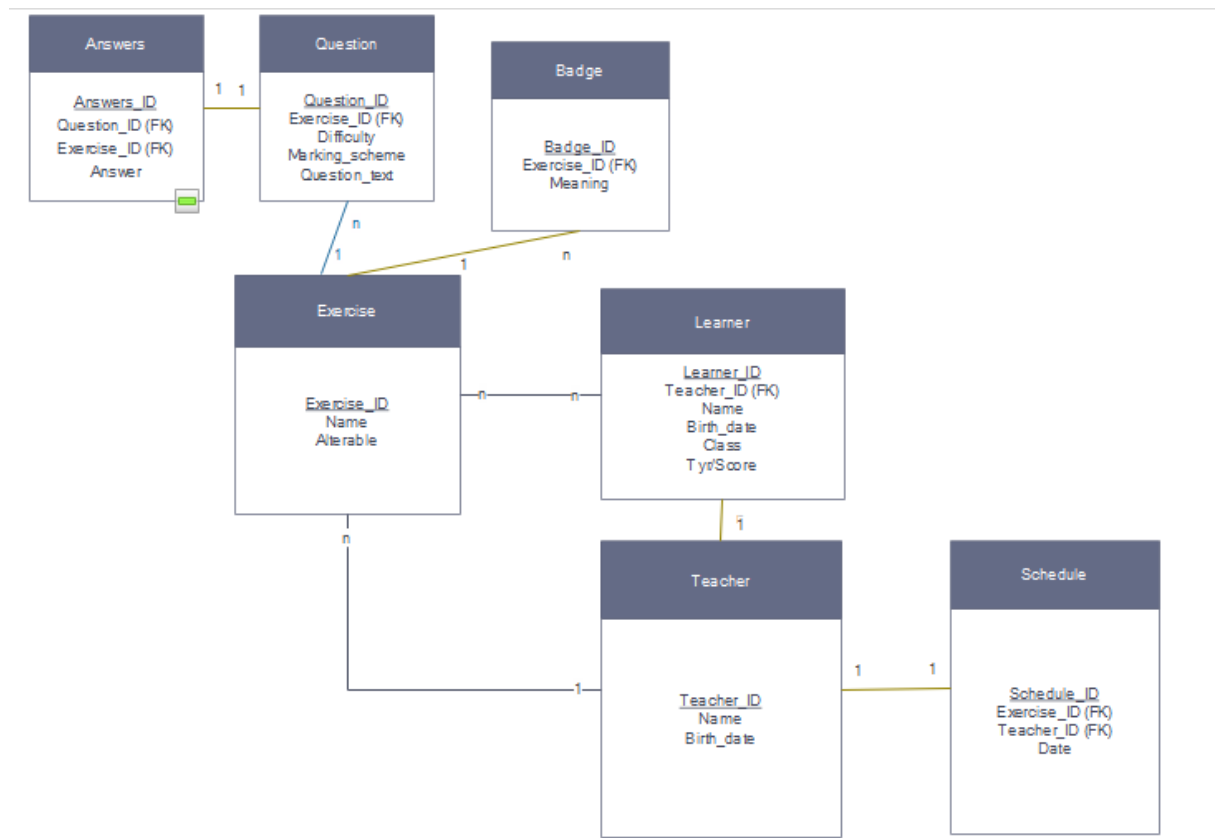 Answers
Answers_ID
Question_ID (FK)
Exercise_ID (FK)
Answer
1 1
Question
Question_ID
Exercise_ID (FK)
Difficulty
Marking_scheme
Question_text
n
1
Badge
Badge_ID
Exercise_ID (FK)
Meaning
n
1
Exercise
Exercise_ID
Name
Alterable
n n
Learner
Learner_ID
Teacher_ID (FK)
Name
Birth_date
Class
Tyr/Score
1
n
1
Teacher
Teacher_ID
Name
Birth_date
1 1
Schedule
Schedule_ID
Exercise_ID (FK)
Teacher_ID (FK)
Date